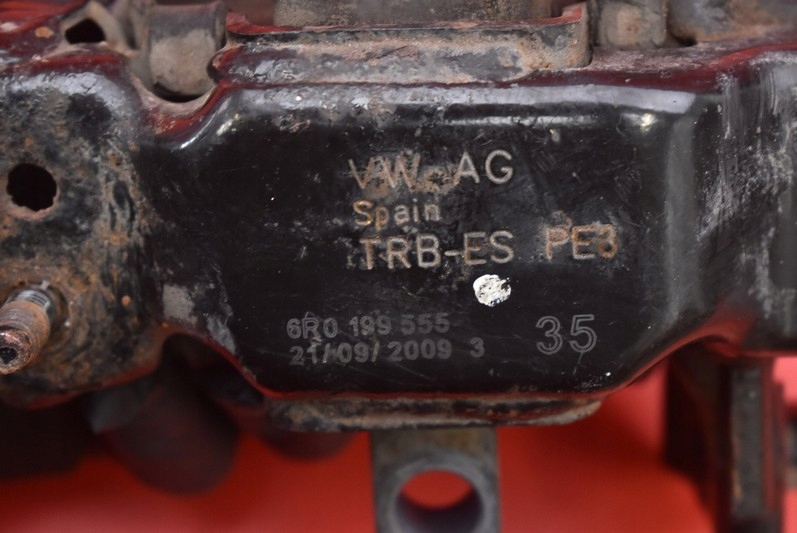 VW AG
Spain
TRB-ES PE3
6R0 199 555
21/09/2009 3 35